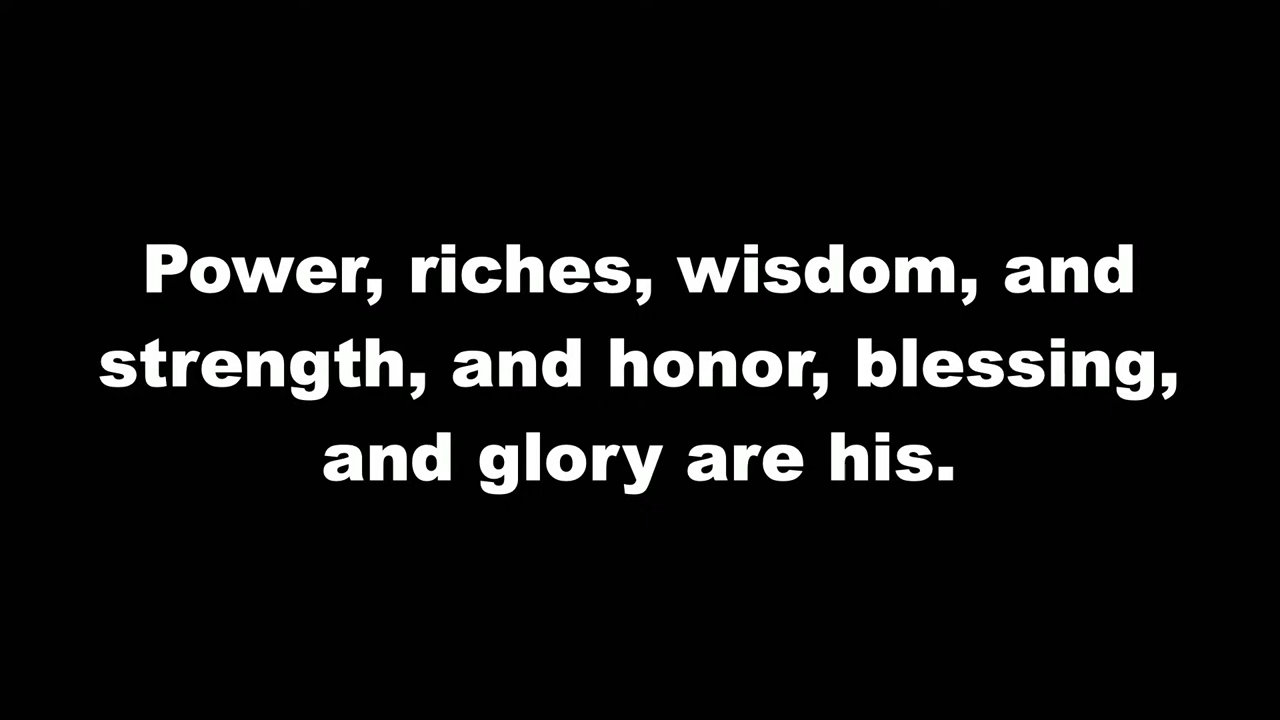 Power, riches, wisdom, and
strength, and honor, blessing,
and glory are his.